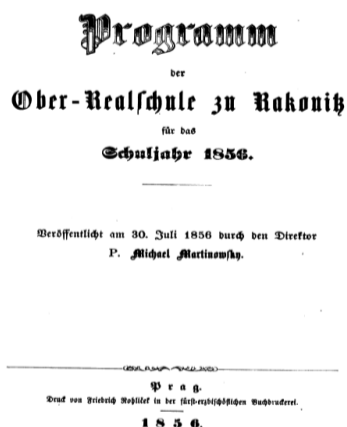 Programm
der
Ober-Realſchule zu Rakonitz
für das
Schuljahr 1856.
Veröffentlicht am 30. Juli 1856 durch den Direktor
P. Michael Martinowſky.
Prag.
Druck von Friedrich Rohlíček in der fürſt-erzbiſchöflichen Buchdruckerei.
1856.